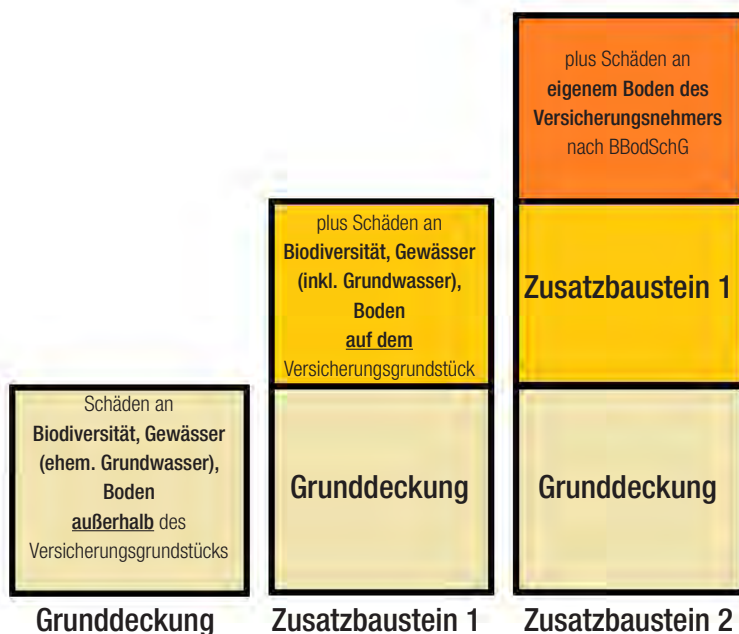 plus Schäden an
eigenem Boden des
Versicherungsnehmers
nach BBodSchG
plus Schäden an
Biodiversität, Gewässer
(inkl. Grundwasser),
Boden
auf dem
Versicherungsgrundstück
Zusatzbaustein 1
Schäden an
Biodiversität, Gewässer
(ehem. Grundwasser),
Boden
außerhalb des
Versicherungsgrundstücks
Grunddeckung
Grunddeckung
Grunddeckung
Zusatzbaustein 1
Zusatzbaustein 2